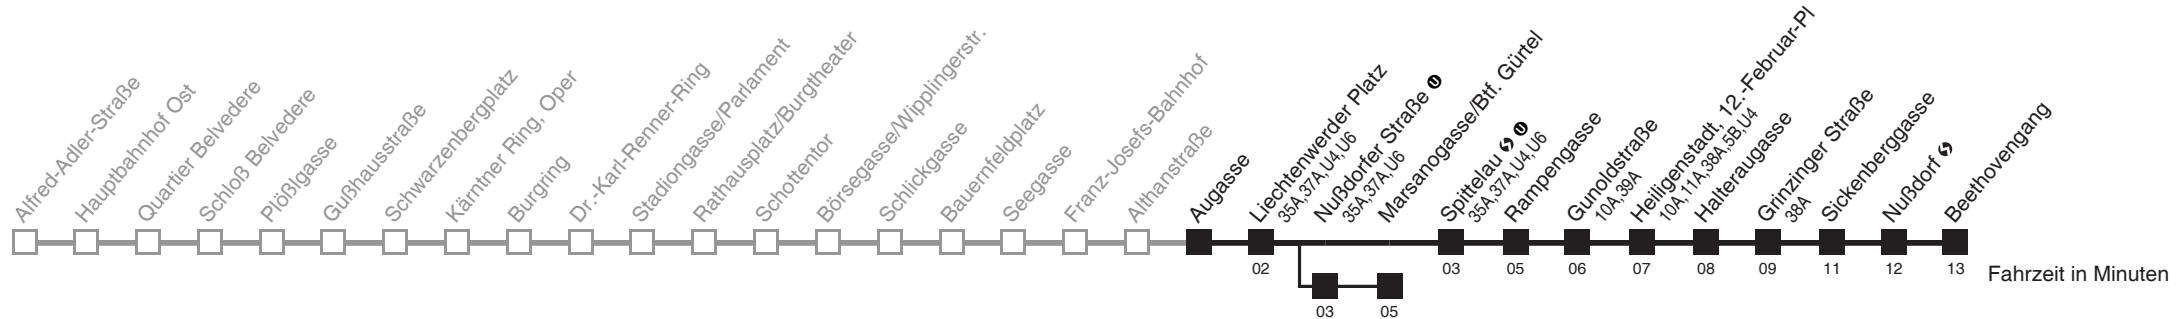 Alfred-Adler-Straße
Hauptbahnhof Ost
Quartier Belvedere
Schloß Belvedere
Plößlgasse
Gußhausstraße
Schwarzenbergplatz
Kärntner Ring, Oper
Burgring
Dr.-Karl-Renner-Ring
Stadiongasse/Parlament
Rathausplatz/Burgtheater
Schottentor
Börsegasse/Wipplingerstr.
Schlickgasse
Bauernfeldplatz
Seegasse
Franz-Josefs-Bahnhof
Althanstraße
Augasse
Liechtenwerder Platz
35A,37A,U4,U6
Nußdorfer Straße U
35A,37A,U6
Marsanogasse/Btf. Gürtel
Spittelau S U
35A,37A,U4,U6
Rampengasse
Gunoldstraße
10A,39A
Heiligenstadt, 12.-Februar-Pl
10A,11A,38A,5B,U4
Halteraugasse
Grinzinger Straße
38A
Sickenberggasse
Nußdorf S
Beethovengang
02
03
05
06
07
08
09
11
12
13
Fahrzeit in Minuten
03
05